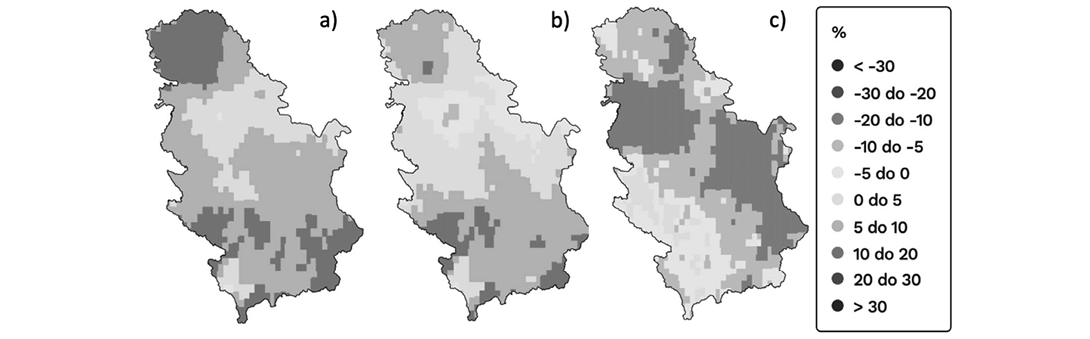 a)
b)
c)
%
< -30
-30 do -20
-20 do -10
-10 do -5
-5 do 0
0 do 5
5 do 10
10 do 20
20 do 30
> 30